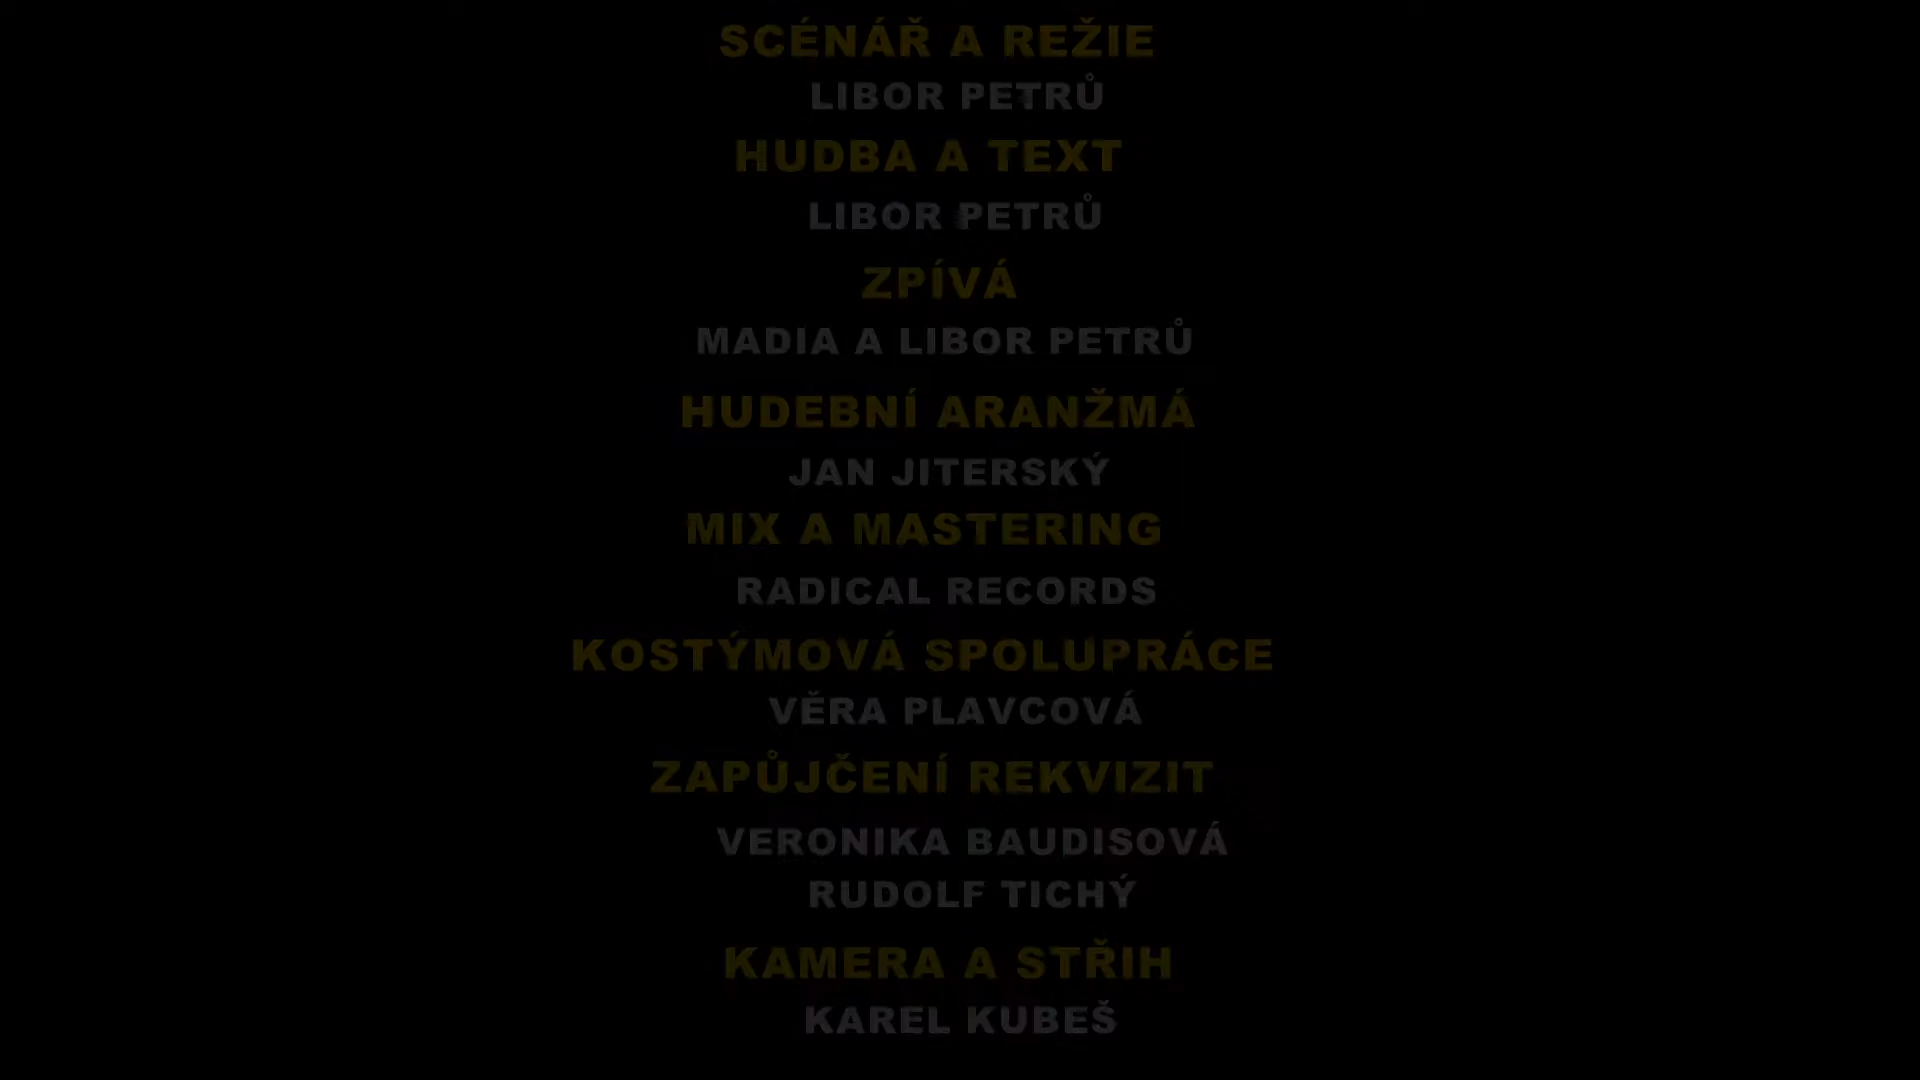 SCÉNÁŘ A REŽIE
LIBOR PETRŮ
HUDBA A TEXT
LIBOR PETRŮ
ZPÍVÁ
MADIA A LIBOR PETRŮ
HUDEBNÍ ARANŽMÁ
JAN JITERSKÝ
MIX A MASTERING
RADICAL RECORDS
KOSTÝMOVÁ SPOLUPRÁCE
VĚRA PLAVCOVÁ
ZAPŮJČENÍ REKVIZIT
VERONIKA BAUDISOVÁ
RUDOLF TICHÝ
KAMERA A STŘIH
KAREL KUBEŠ